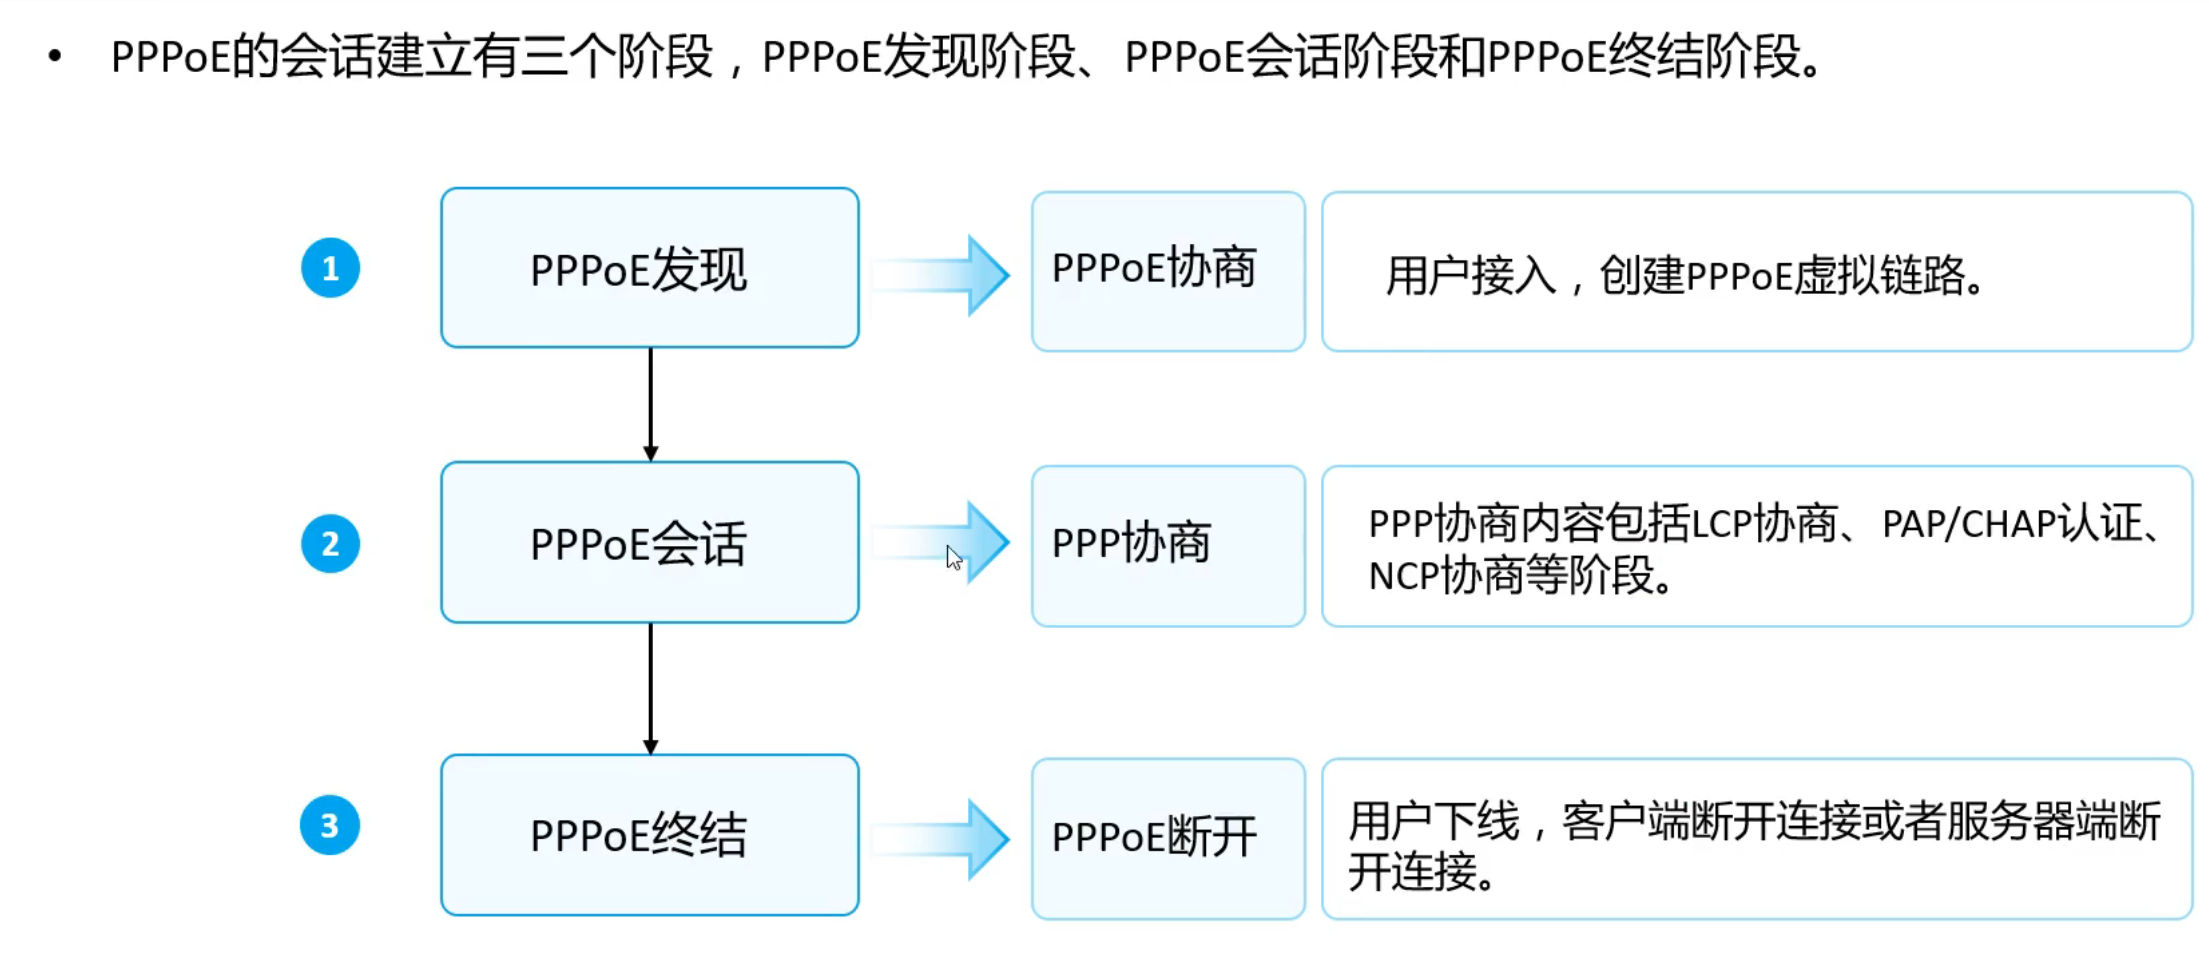 • PPPoE的会话建立有三个阶段，PPPoE发现阶段、PPPoE会话阶段和PPPoE终结阶段。
1
PPPoE发现
PPPoE协商
用户接入，创建PPPoE虚拟链路。
2
PPPoE会话
PPP协商
PPP协商内容包括LCP协商、PAP/CHAP认证、
NCP协商等阶段。
3
PPPoE终结
PPPoE断开
用户下线，客户端断开连接或者服务器端断
开连接。